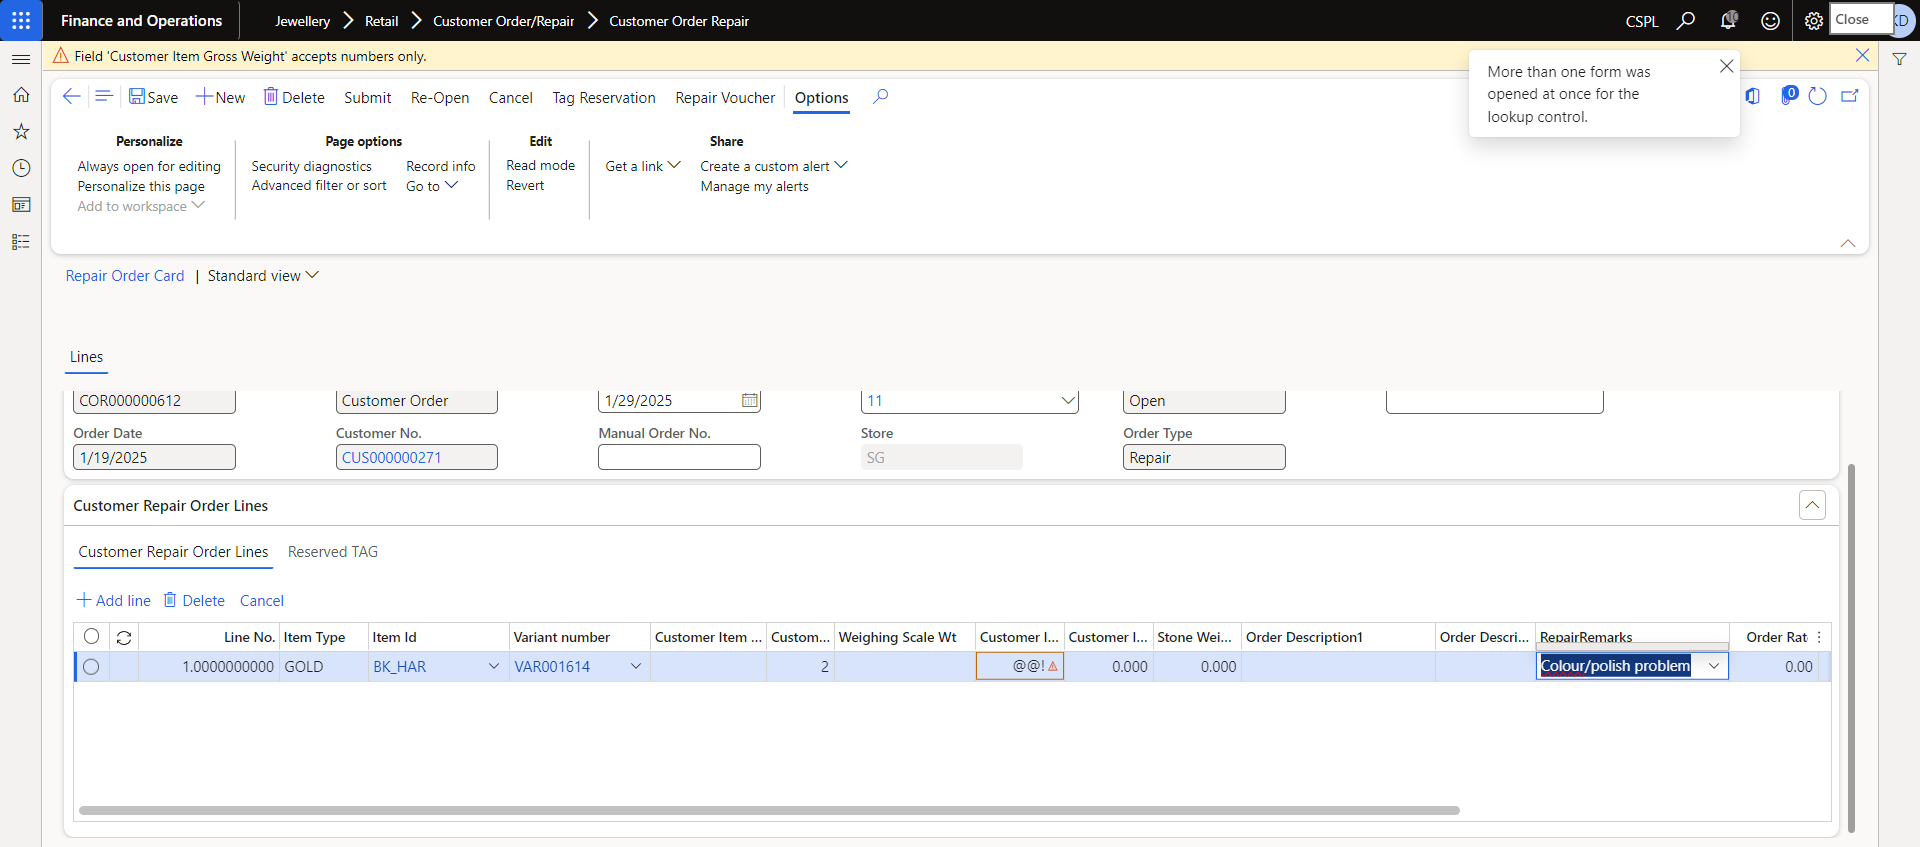 Finance and Operations
Jewellery
Retail
Customer Order/Repair
Customer Order Repair
CSPL
Close
Field 'Customer Item Gross Weight' accepts numbers only.
More than one form was
opened at once for the
lookup control.
Save
New
Delete
Submit
Re-Open
Cancel
Tag Reservation
Repair Voucher
Options
0
Personalize
Always open for editing
Personalize this page
Add to workspace
Page options
Security diagnostics
Advanced filter or sort
Record info
Go to
Edit
Read mode
Revert
Share
Get a link
Create a custom alert
Manage my alerts
Repair Order Card | Standard view
Lines
COR000000612
Customer Order
1/29/2025
11
Open
Order Date
Customer No.
Manual Order No.
Store
Order Type
1/19/2025
CUS000000271
SG
Repair
Customer Repair Order Lines
Customer Repair Order Lines
Reserved TAG
Add line
Delete
Cancel
Line No.
Item Type
Item Id
Variant number
Customer Item ...
Custom...
Weighing Scale Wt
Customer I...
Customer I...
Stone Wei...
Order Description1
Order Descri...
RepairRemarks
Order Rat
1.0000000000
GOLD
BK_HAR
VAR001614
2
@@!
0.000
0.000
Colour/polish problem
0.00